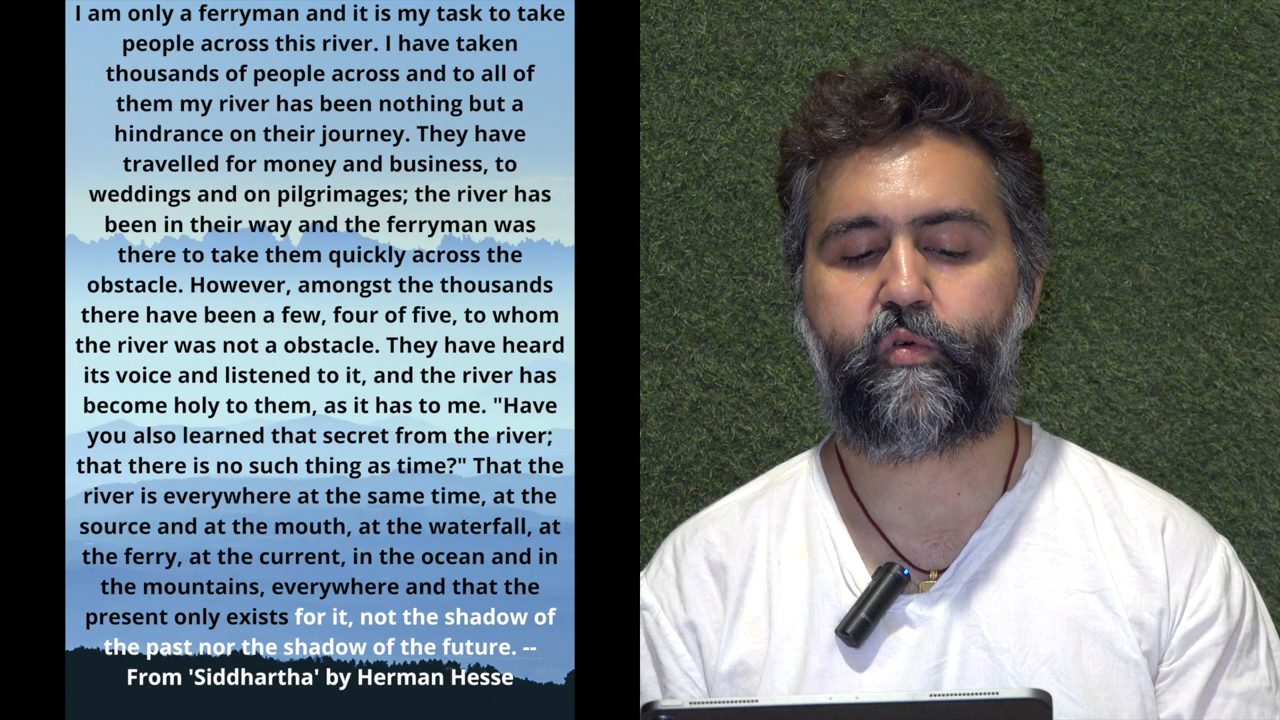 I am only a ferryman and it is my task to take
people across this river. I have taken
thousands of people across and to all of
them my river has been nothing but a
hindrance on their journey. They have
travelled for money and business, to
weddings and on pilgrimages; the river has
been in their way and the ferryman was
there to take them quickly across the
obstacle. However, amongst the thousands
there have been a few, four of five, to whom
the river was not a obstacle. They have heard
its voice and listened to it, and the river has
become holy to them, as it has to me. "Have
you also learned that secret from the river;
that there is no such thing as time?" That the
river is everywhere at the same time, at the
source and at the mouth, at the waterfall, at
the ferry, at the current, in the ocean and in
the mountains, everywhere and that the
present only exists for it, not the shadow of
the past nor the shadow of the future. --
From 'Siddhartha' by Herman Hesse